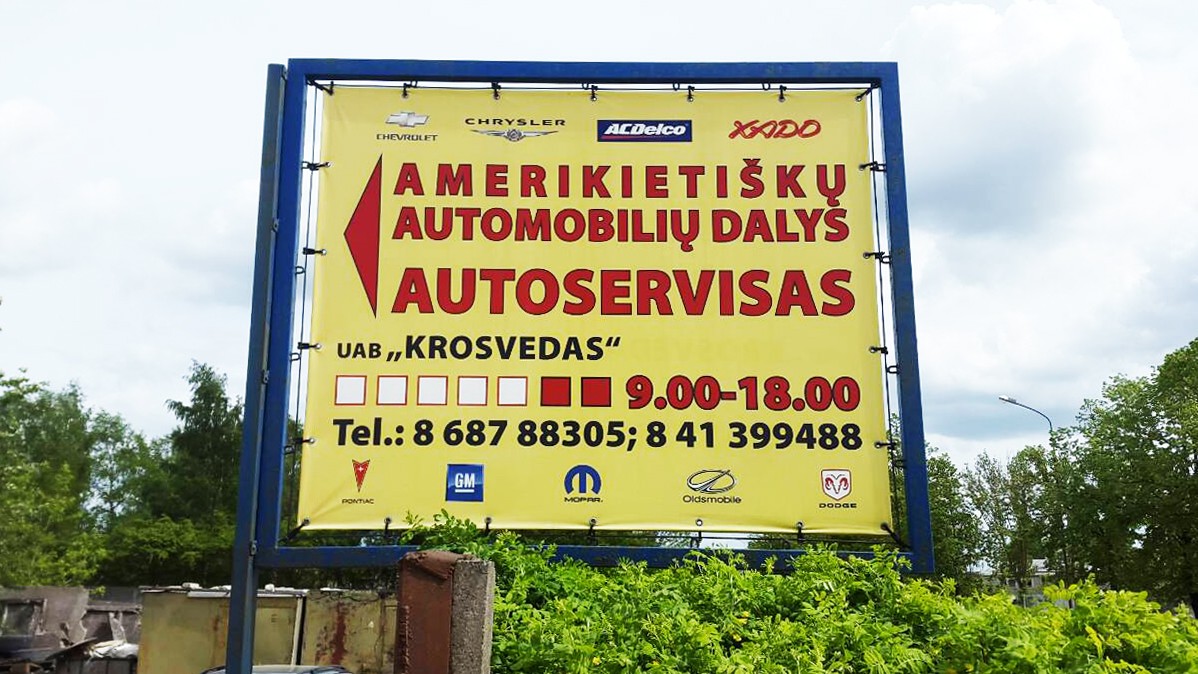 CHEVROLET CHRYSLER ACDelco XADO
AMERIKIETIŠKŲ
AUTOMOBILIŲ DALYS
AUTOSERVISAS
UAB „KROSVEDAS“
9.00-18.00
Tel.: 8 687 88305; 8 41 399488
PONTIAC GM MOPAR. Oldsmobile DODGE